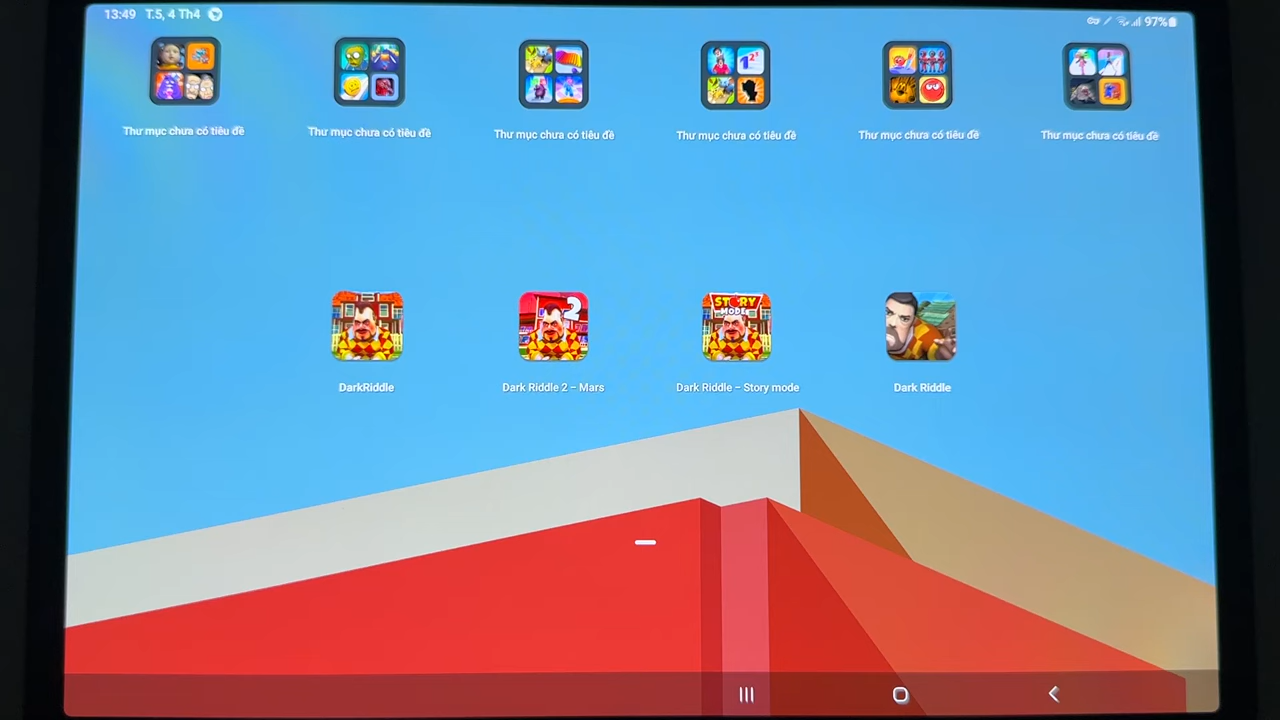 13:49 T.5, 4 Th4
97%
Thư mục chưa có tiêu đề
Thư mục chưa có tiêu đề
Thư mục chưa có tiêu đề
Thư mục chưa có tiêu đề
Thư mục chưa có tiêu đề
Thư mục chưa có tiêu đề
2
STORY
MODE
DarkRiddle
Dark Riddle 2 – Mars
Dark Riddle – Story mode
Dark Riddle